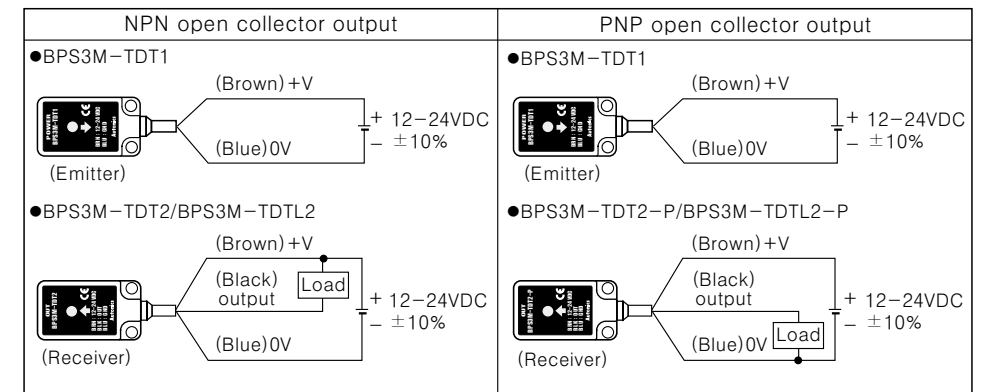 NPN open collector output
●BPS3M-TDT1
(Brown)+V
(Blue)0V
+ 12-24VDC
- ±10%
(Emitter)
●BPS3M-TDT2/BPS3M-TDTL2
(Brown)+V
(Black)
output
Load
(Blue)0V
+ 12-24VDC
- ±10%
(Receiver)
PNP open collector output
●BPS3M-TDT1
(Brown)+V
(Blue)0V
+ 12-24VDC
- ±10%
(Emitter)
●BPS3M-TDT2-P/BPS3M-TDTL2-P
(Brown)+V
(Black)
output
Load
(Blue)0V
+ 12-24VDC
- ±10%
(Receiver)